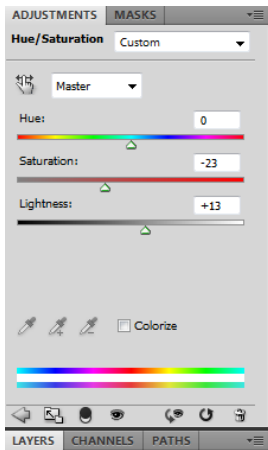 ADJUSTMENTS MASKS
Hue/Saturation Custom
Master
Hue: 0
Saturation: -23
Lightness: +13
Colorize
LAYERS CHANNELS PATHS